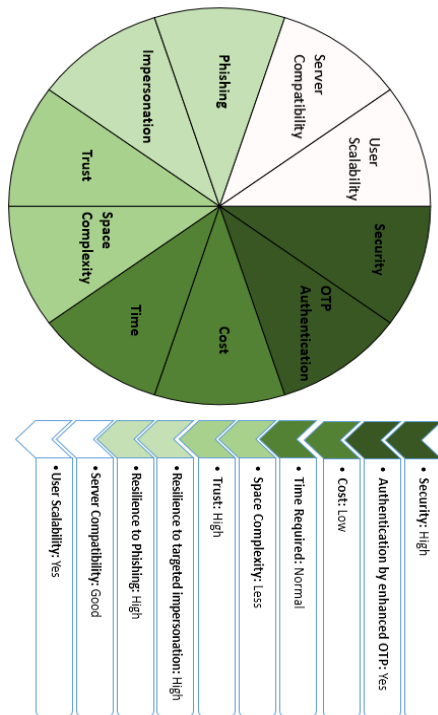 Security
OTP
Authentication
Cost
Time
Space
Complexity
Trust
Impersonation
Phishing
Server
Compatibility
User
Scalability
• Security: High
• Authentication by enhanced OTP: Yes
• Cost: Low
• Time Required: Normal
• Space Complexity: Less
• Trust: High
• Resilience to targeted impersonation: High
• Resilience to Phishing: High
• Server Compatibility: Good
• User Scalability: Yes